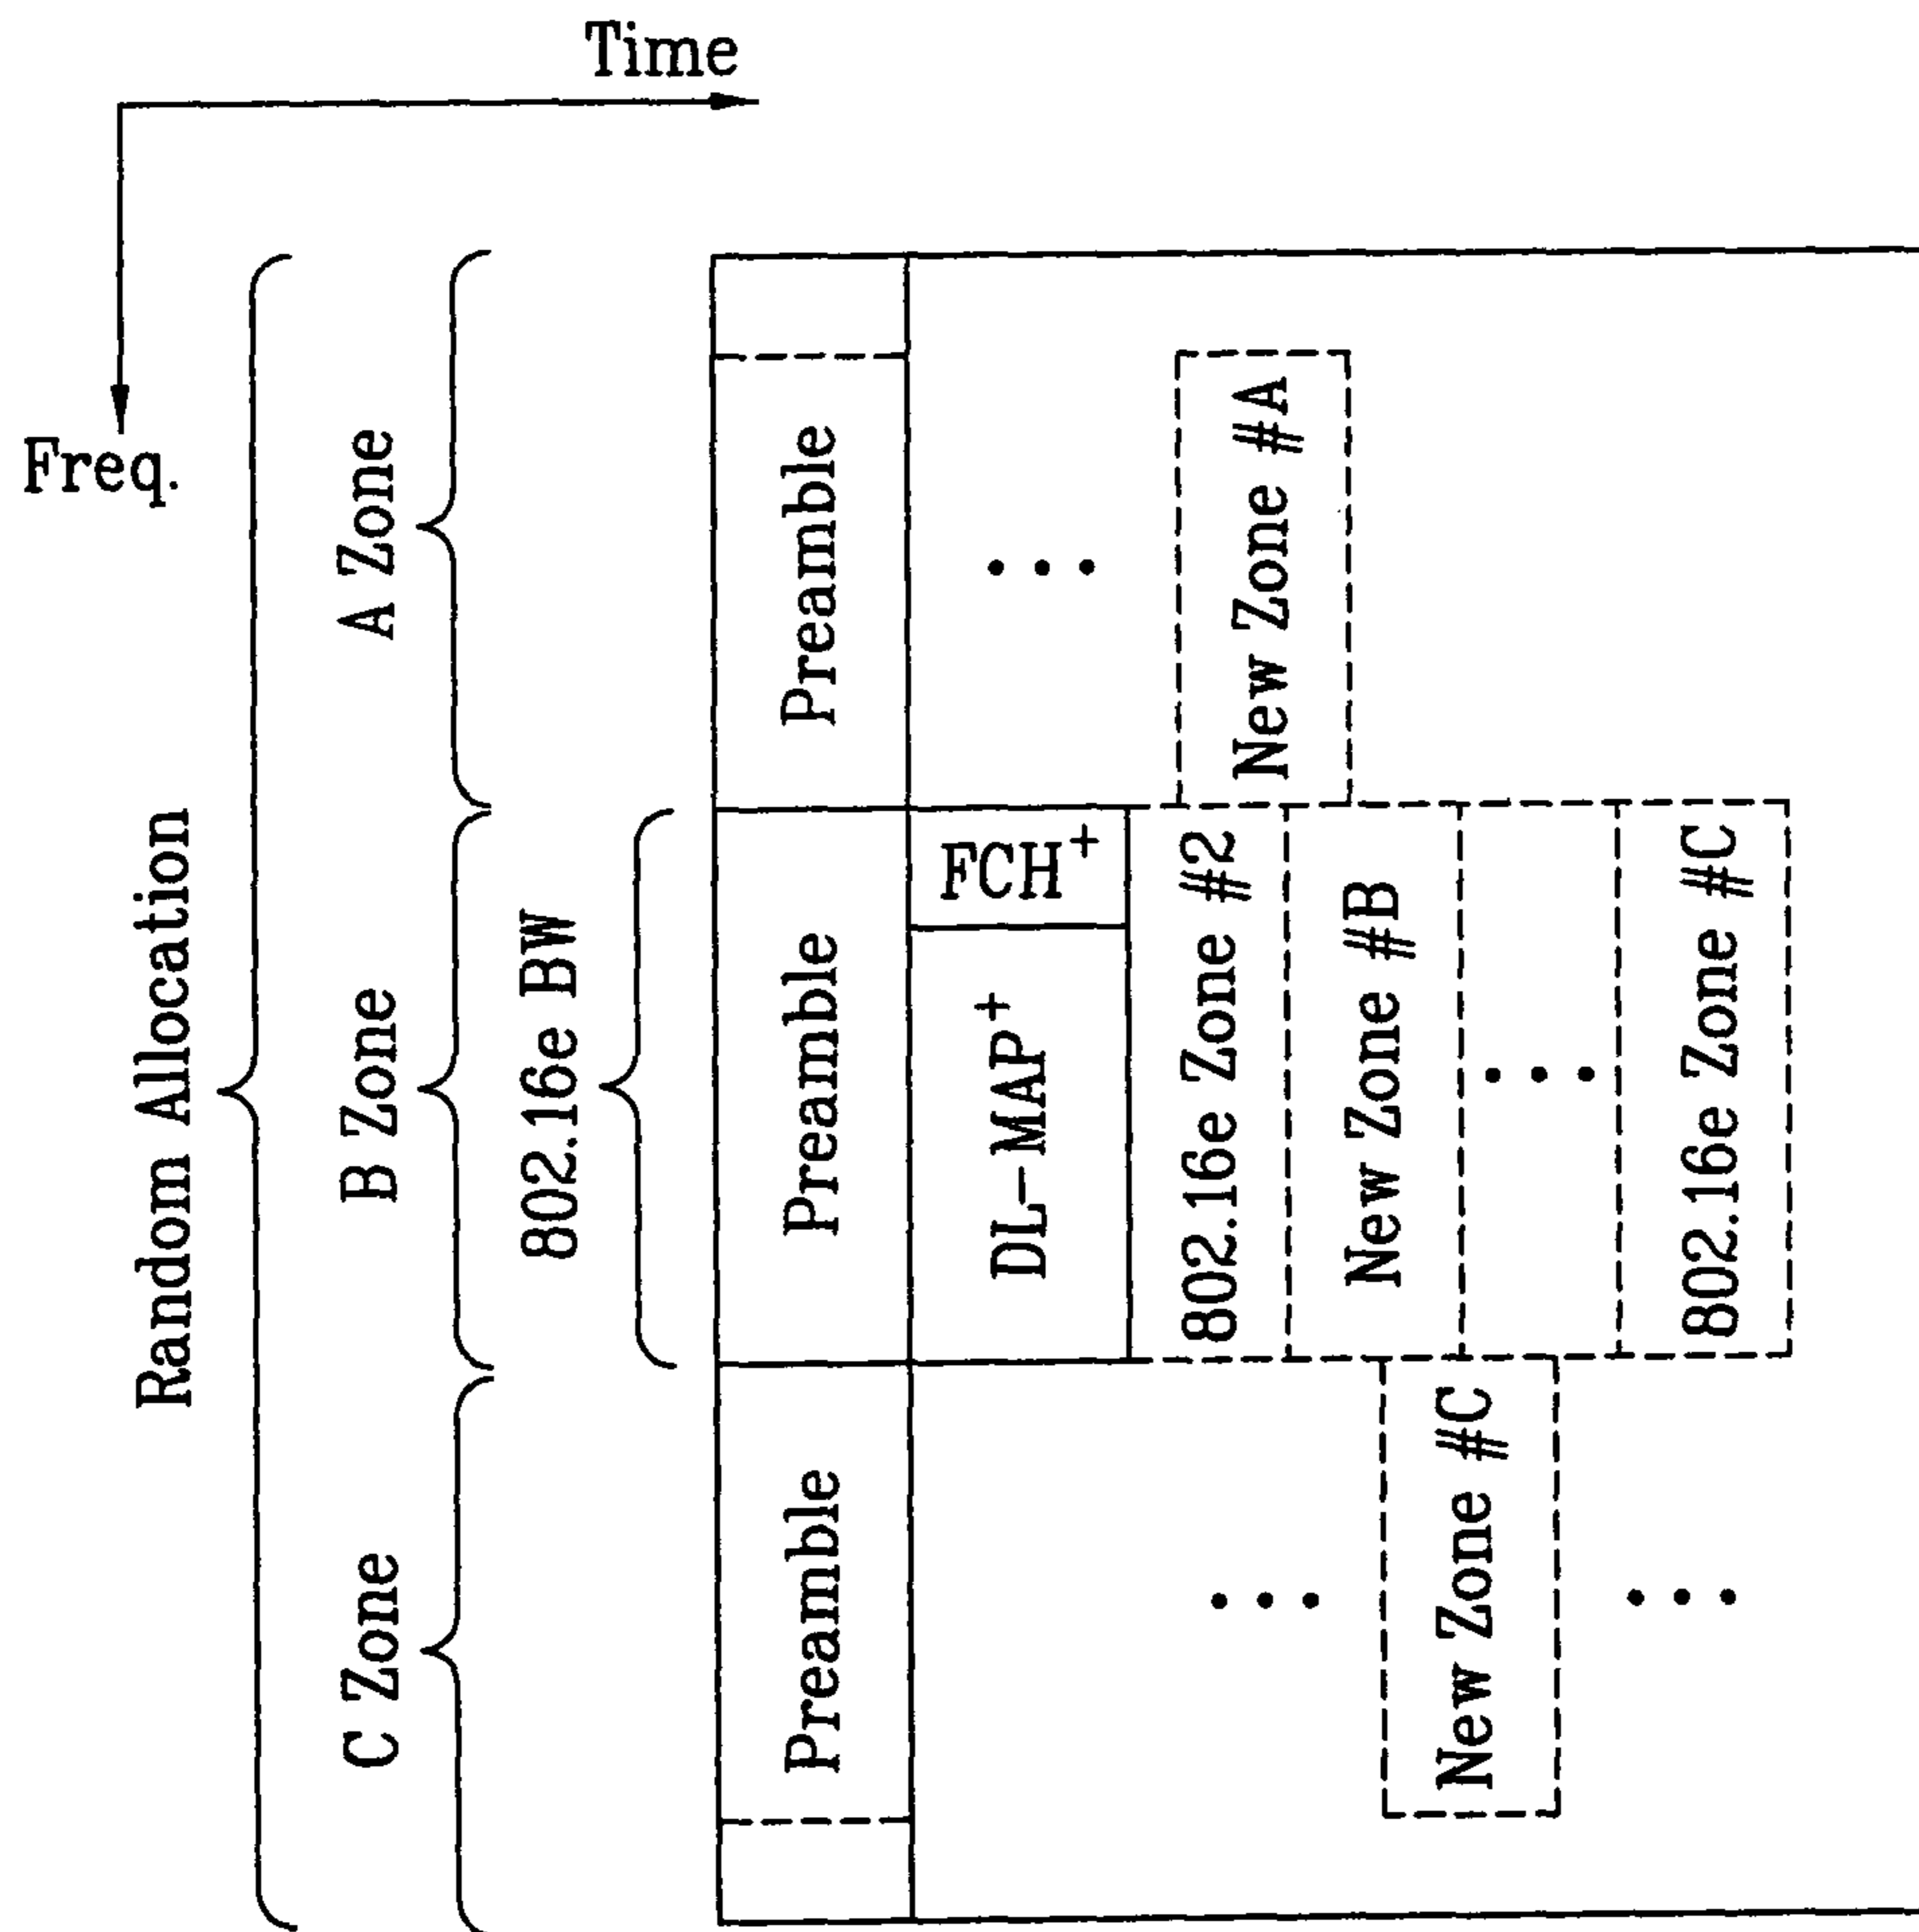 Time
Freq.
Random Allocation
A Zone
B Zone
C Zone
802.16e BW
Preamble
Preamble
Preamble
FCH+
DL-MAP+
New Zone #A
802.16e Zone #2
New Zone #B
802.16e Zone #C
New Zone #C